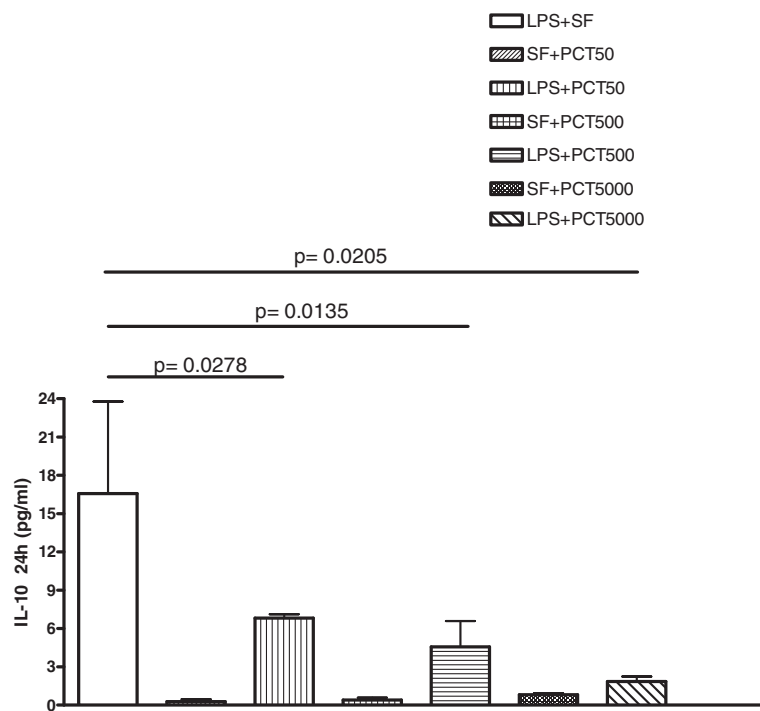 LPS+SF
SF+PCT50
LPS+PCT50
SF+PCT500
LPS+PCT500
SF+PCT5000
LPS+PCT5000
p= 0.0205
p= 0.0135
p= 0.0278
24
21
18
15
12
9
6
3
0
IL-10 24h (pg/ml)